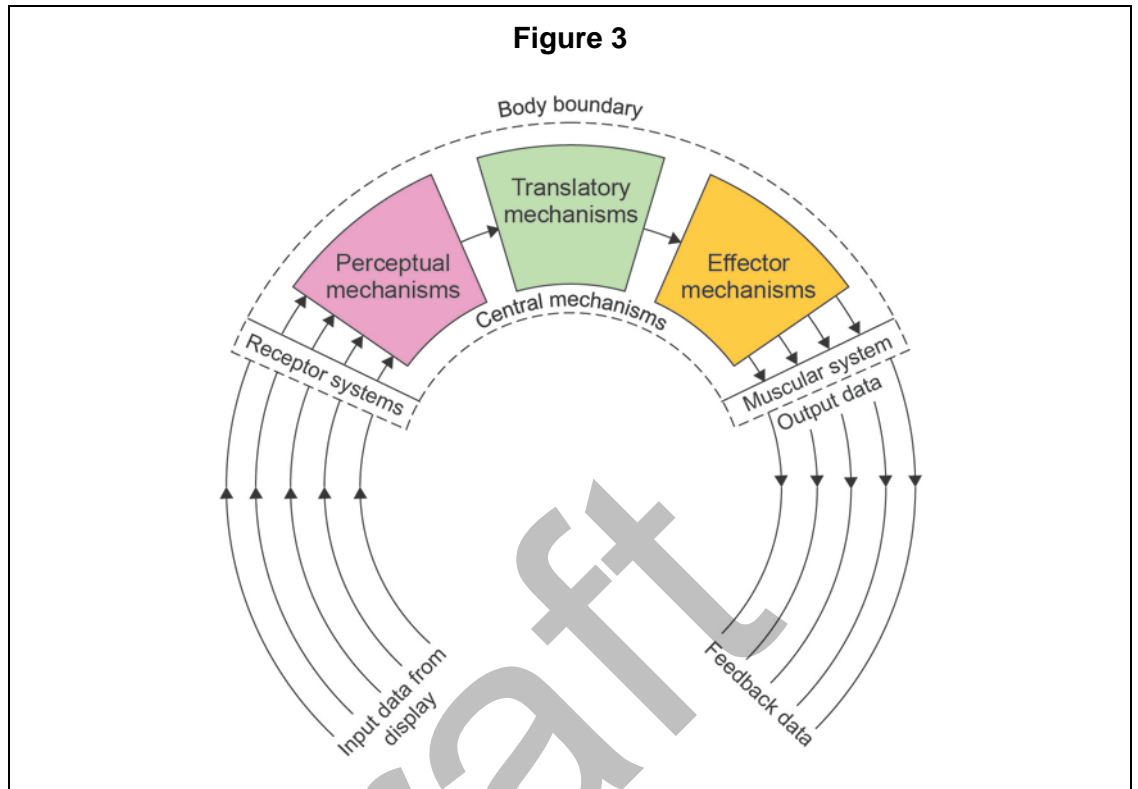 Figure 3
Body boundary
Translatory
mechanisms
Perceptual
mechanisms
Effector
mechanisms
Central mechanisms
Receptor systems
Muscular system
Output data
Input data from
display
Feedback data